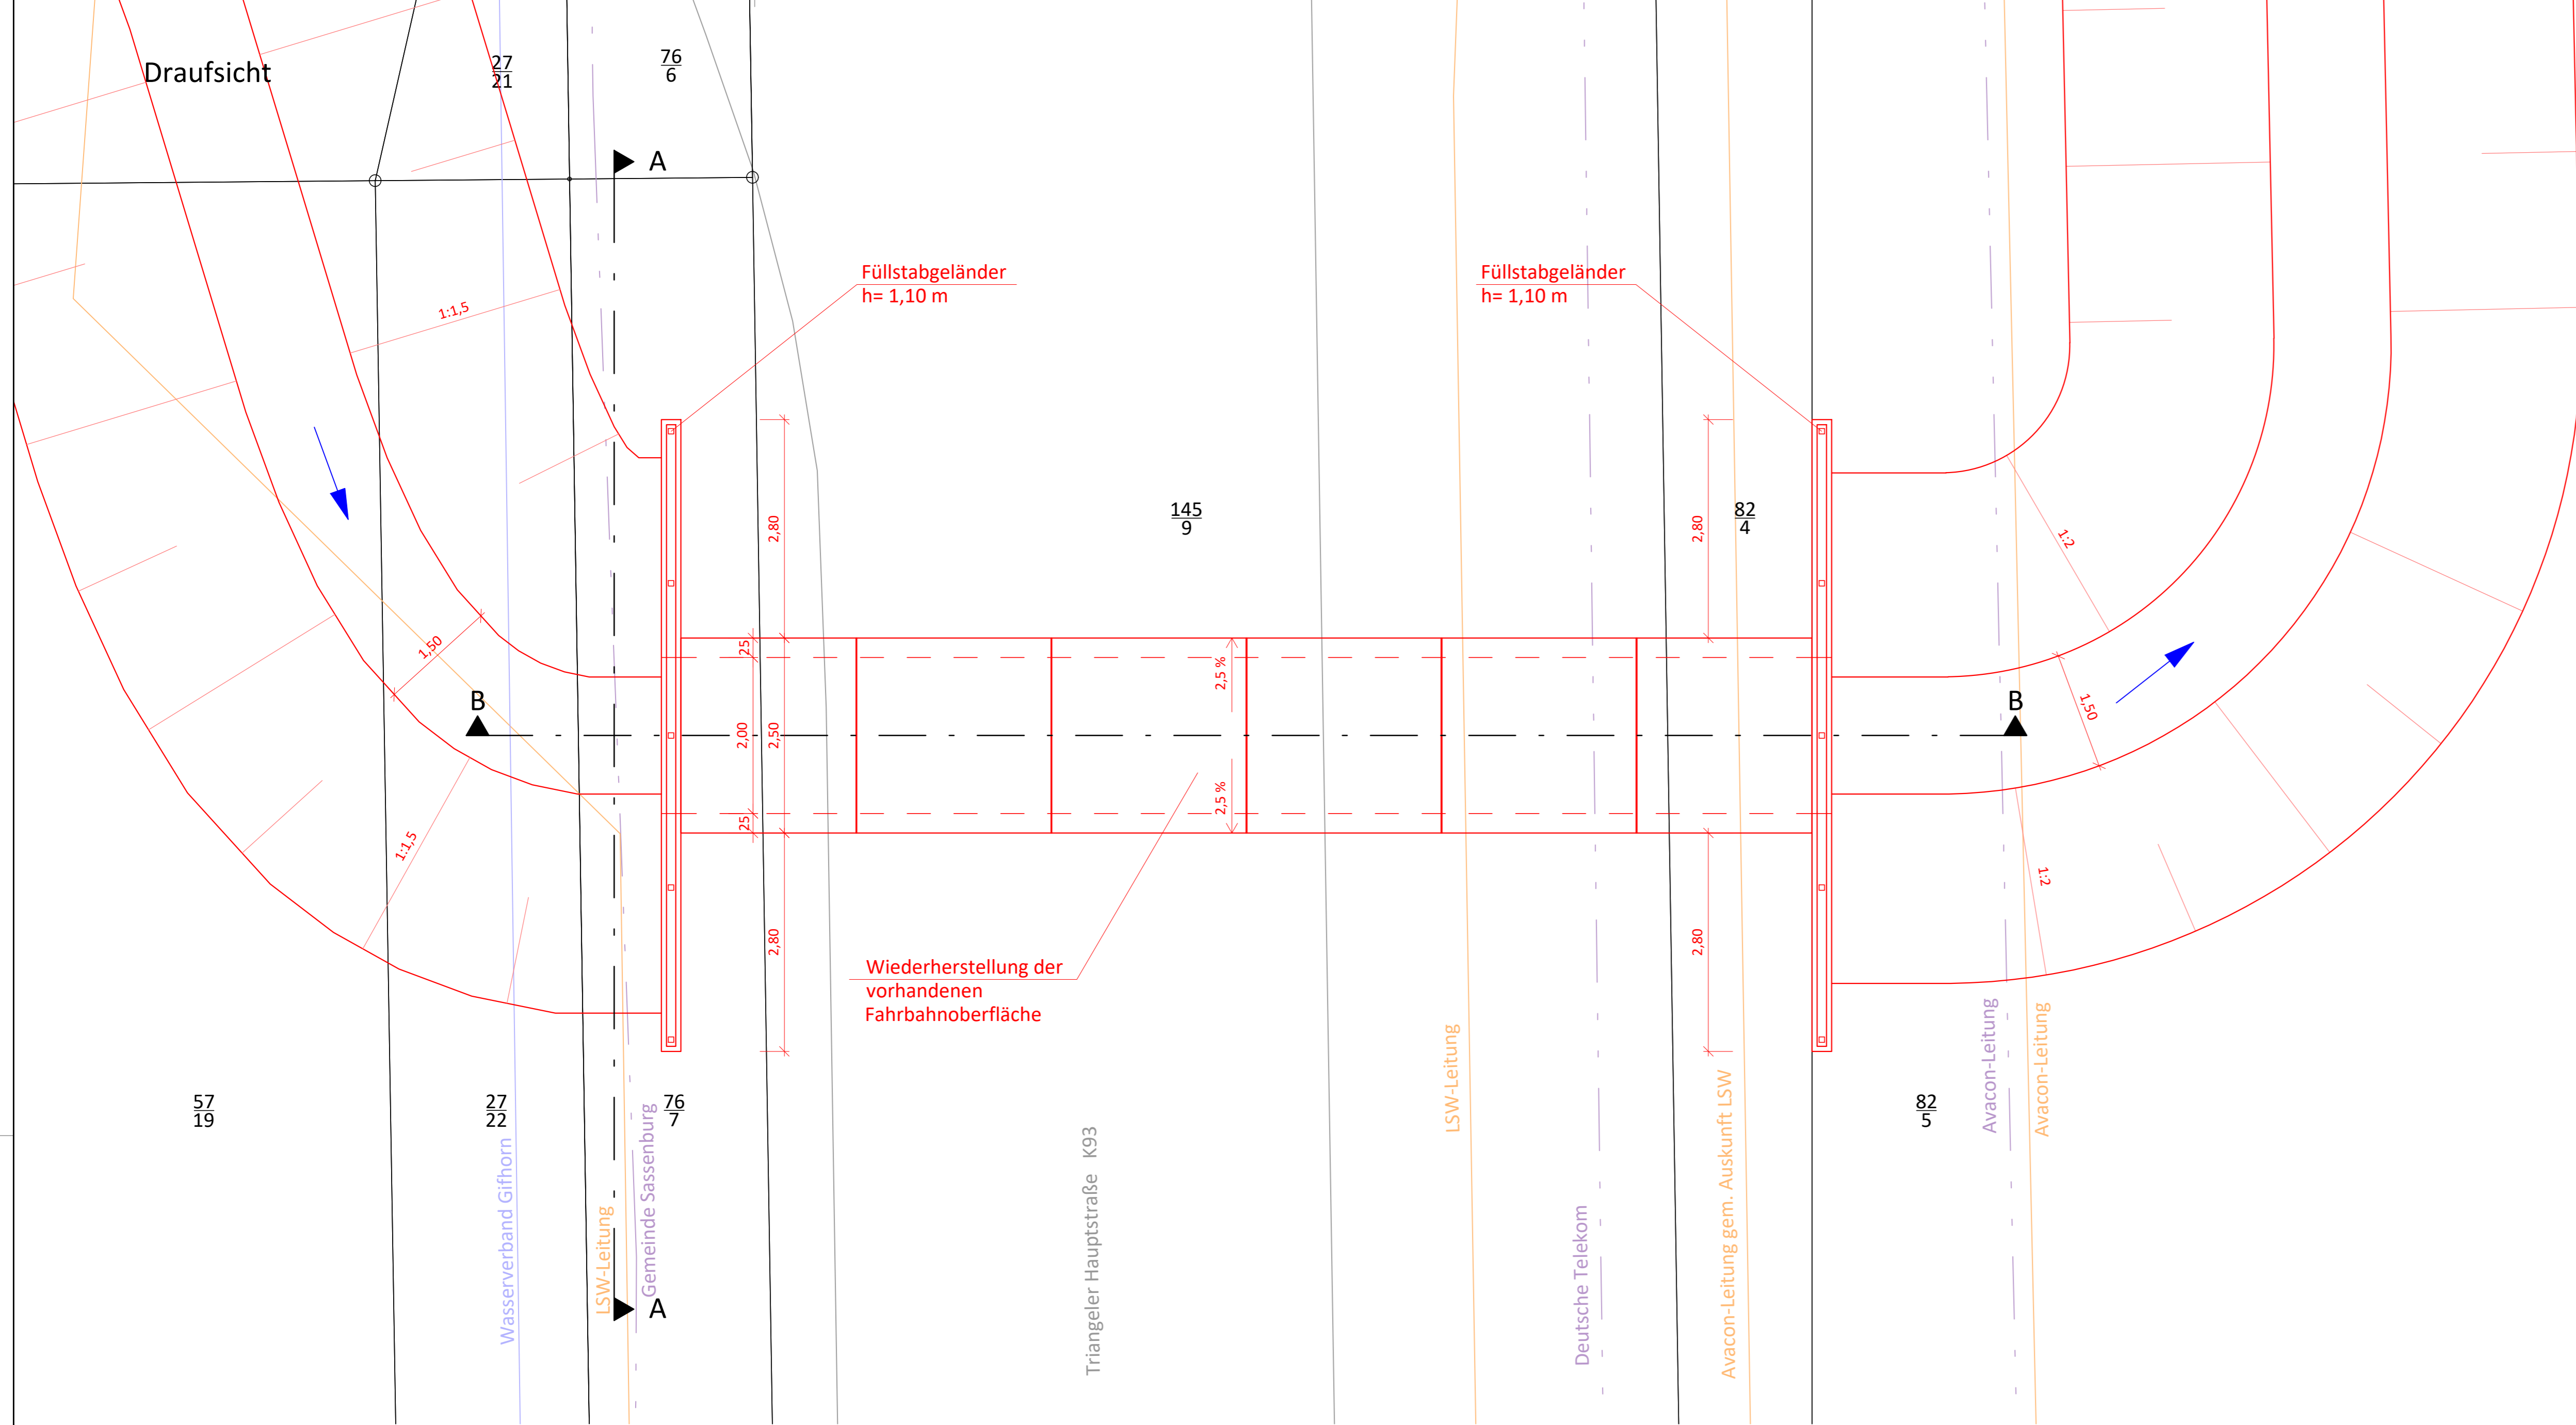 Draufsicht
27
21
76
6
A
Füllstabgeländer
h= 1,10 m
Füllstabgeländer
h= 1,10 m
1:1,5
145
9
82
4
2,80
2,80
1:2
1,50
25
2,5 %
B
B
2,00
2,50
1,50
2,5 %
25
1:1,5
1:2
2,80
2,80
Wiederherstellung der
vorhandenen
Fahrbahnoberfläche
57
19
27
22
76
7
82
5
Wasserverband Gifhorn
LSW-Leitung
Gemeinde Sassenburg
A
Triangeler Hauptstraße K93
LSW-Leitung
Deutsche Telekom
Avacon-Leitung gem. Auskunft LSW
Avacon-Leitung
Avacon-Leitung